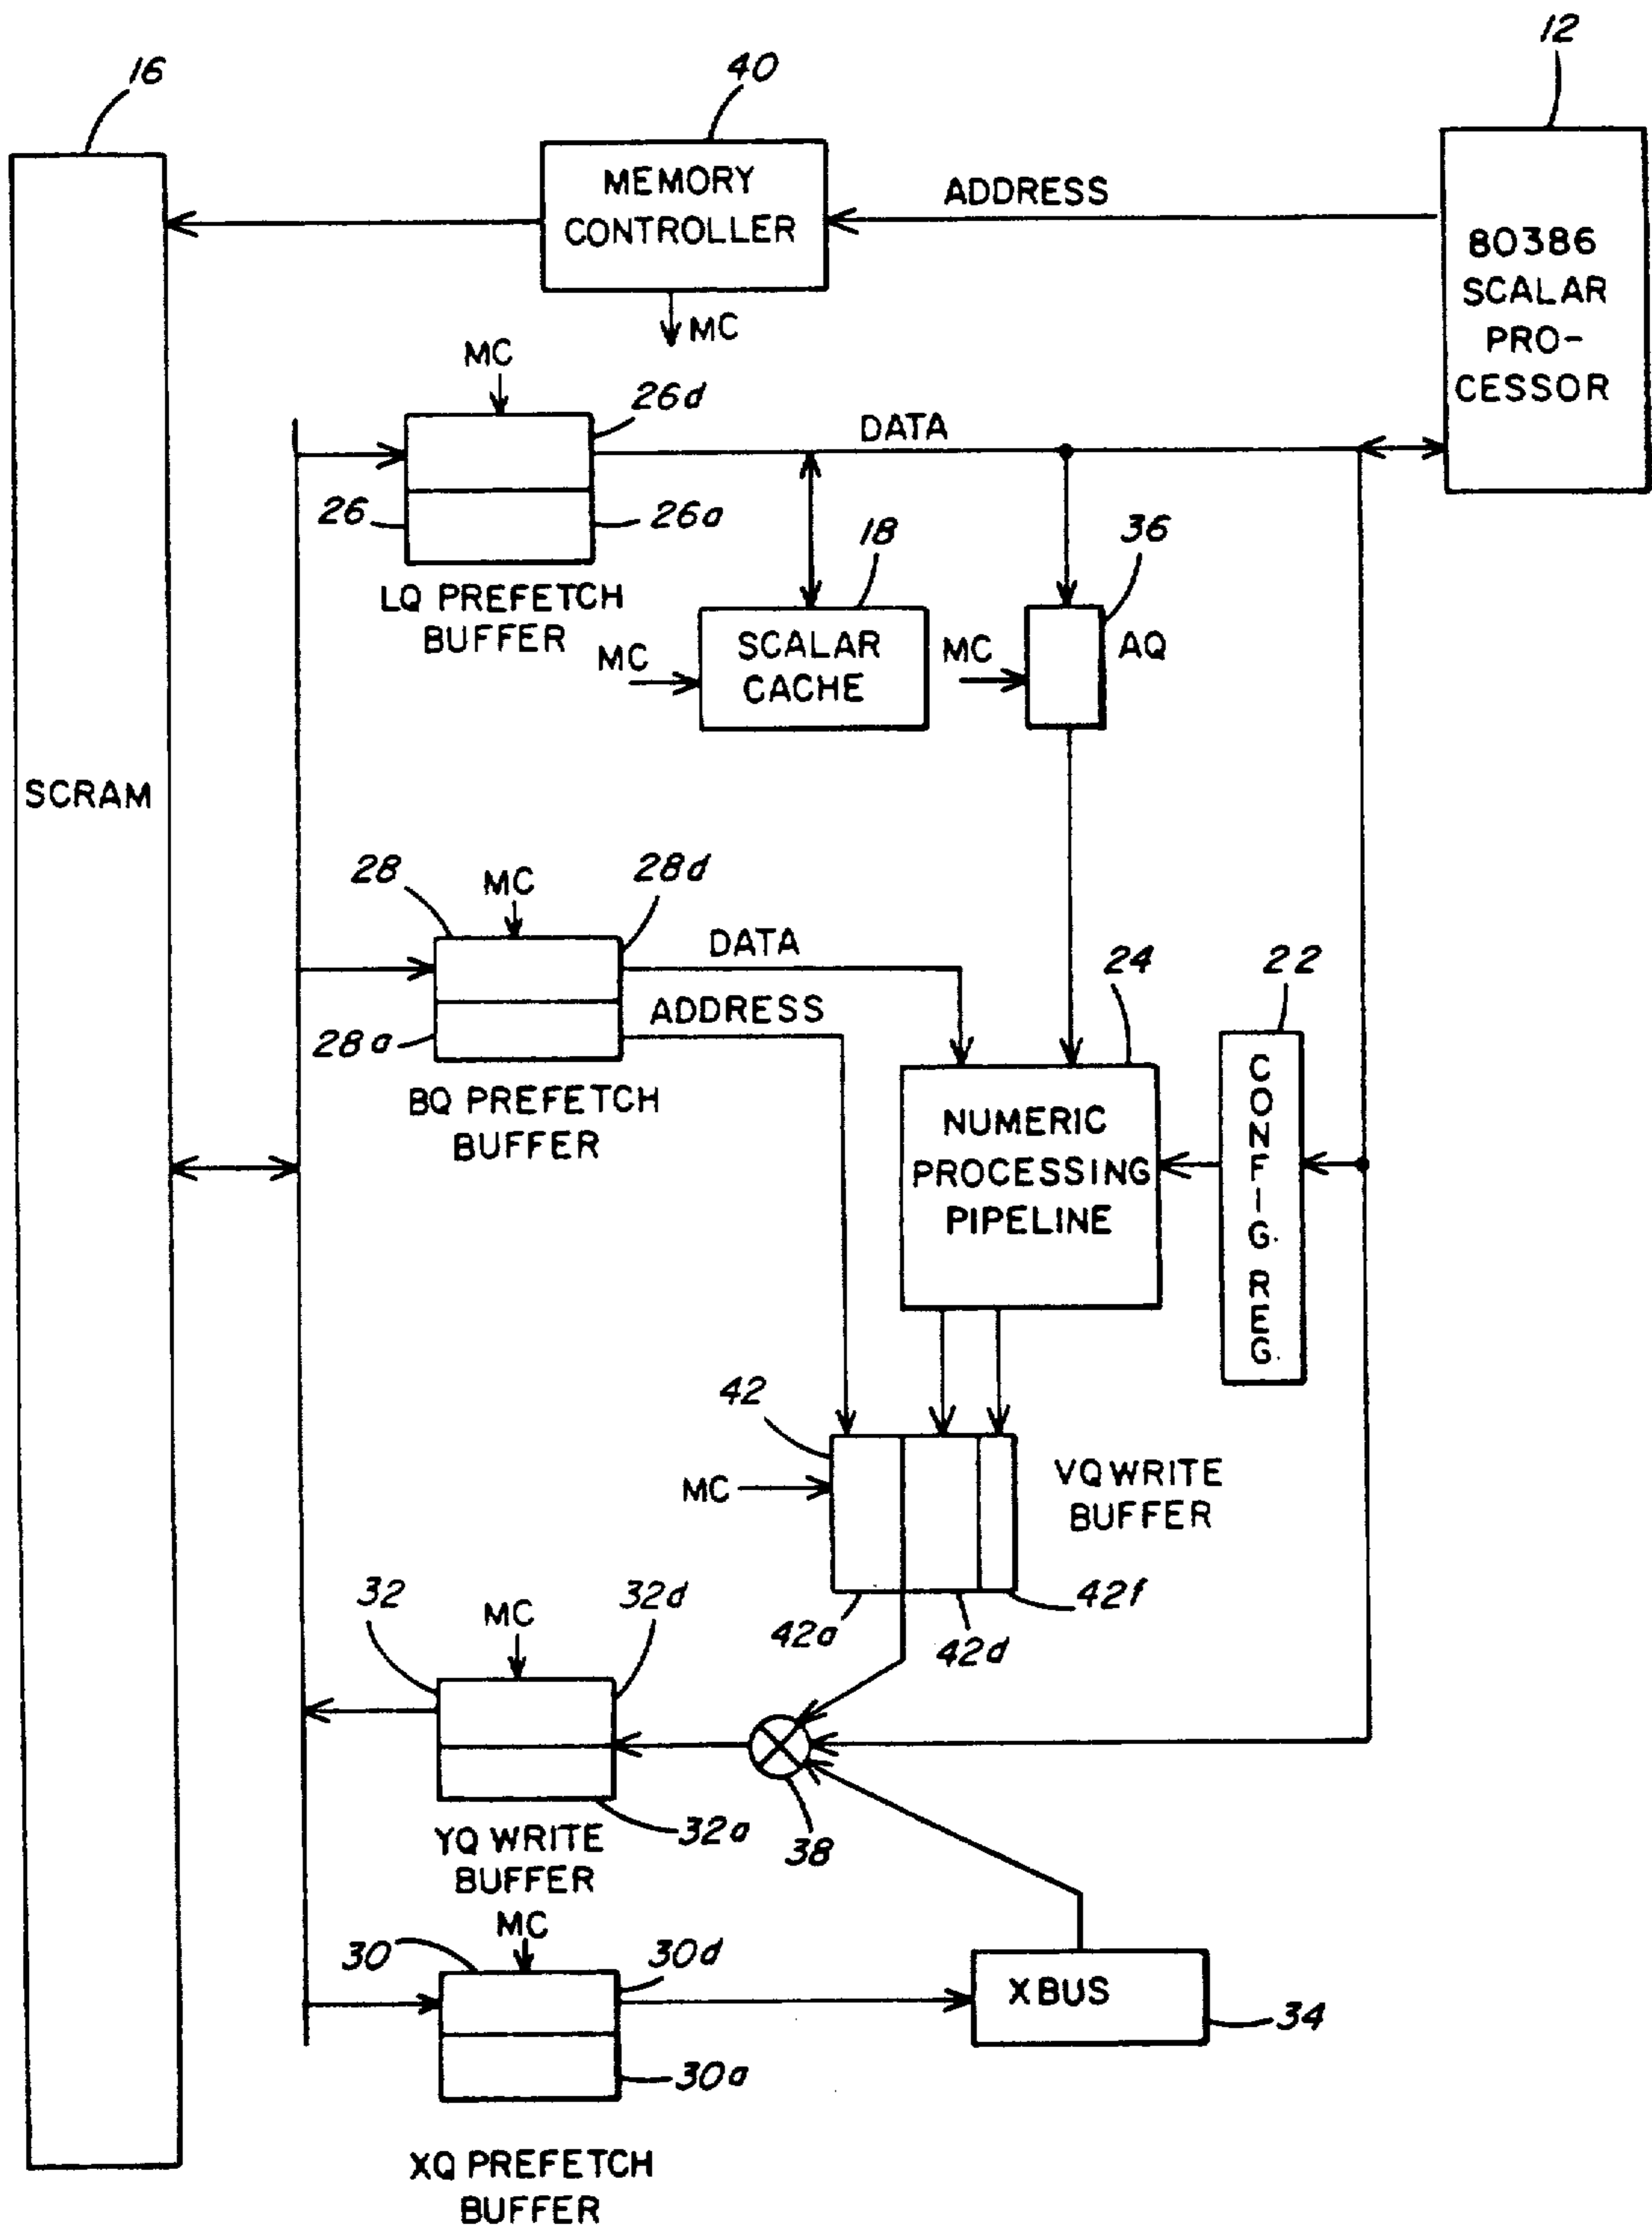 12
16
40
MEMORY
CONTROLLER
ADDRESS
80386
SCALAR
PRO-
CESSOR
MC
MC
26d
DATA
26
26a
18
36
LQ PREFETCH
BUFFER
SCALAR
CACHE
MC
MC
AQ
SCRAM
28
MC
28d
DATA
24
22
ADDRESS
28a
BQ PREFETCH
BUFFER
NUMERIC
PROCESSING
PIPELINE
CONFIG. REG.
42
MC
VQ WRITE
BUFFER
32
MC
32d
42a
42d
42f
YQ WRITE
BUFFER
32a
38
MC
30
30d
X BUS
34
30a
XQ PREFETCH
BUFFER